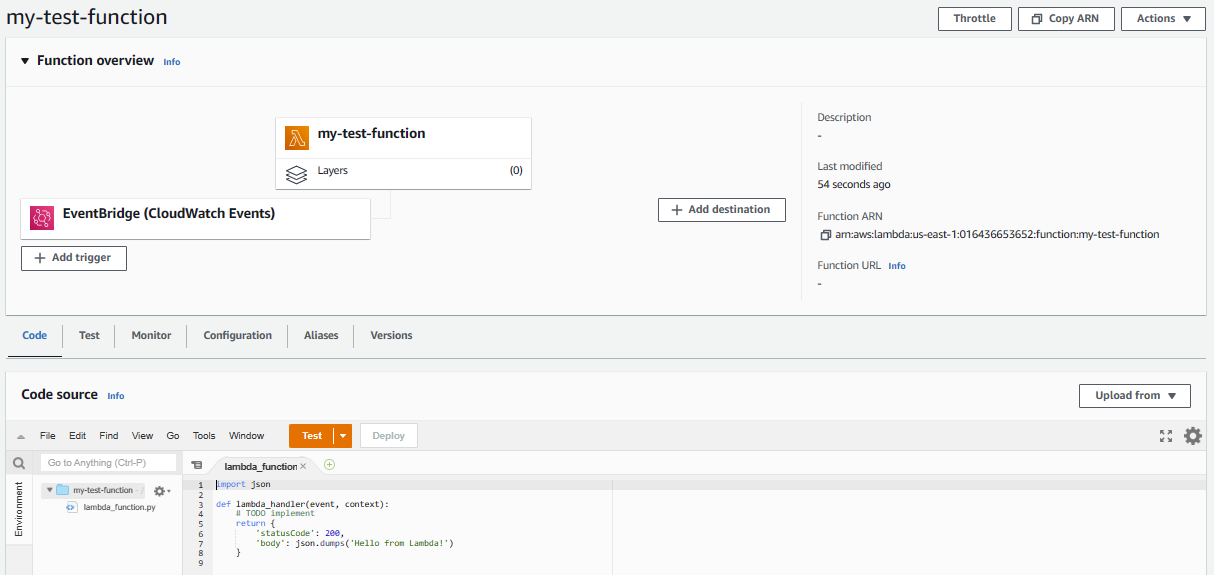 my-test-function
Throttle
Copy ARN
Actions
Function overview Info
my-test-function
Layers (0)
EventBridge (CloudWatch Events)
Add trigger
Add destination
Description
-
Last modified
54 seconds ago
Function ARN
arn:aws:lambda:us-east-1:016436653652:function:my-test-function
Function URL Info
-
Code Test Monitor Configuration Aliases Versions
Code source Info
Upload from
File Edit Find View Go Tools Window Test Deploy
Go to Anything (Ctrl-P)
Environment
my-test-function - /
lambda_function.py
lambda_function
1 import json
2
3 def lambda_handler(event, context):
4     # TODO implement
5     return {
6         'statusCode': 200,
7         'body': json.dumps('Hello from Lambda!')
8     }
9